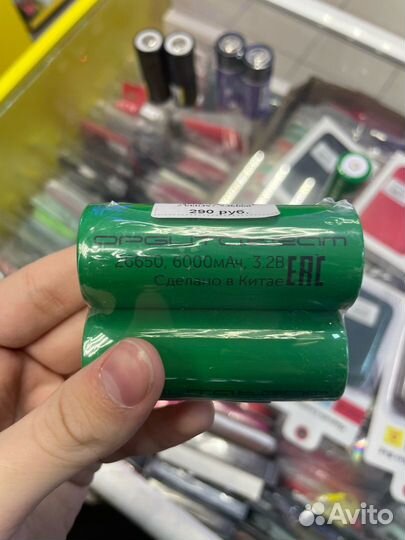 290 руб.
26650, 6000мАч, 3.2В
Сделано в Китае
EAC
Avito